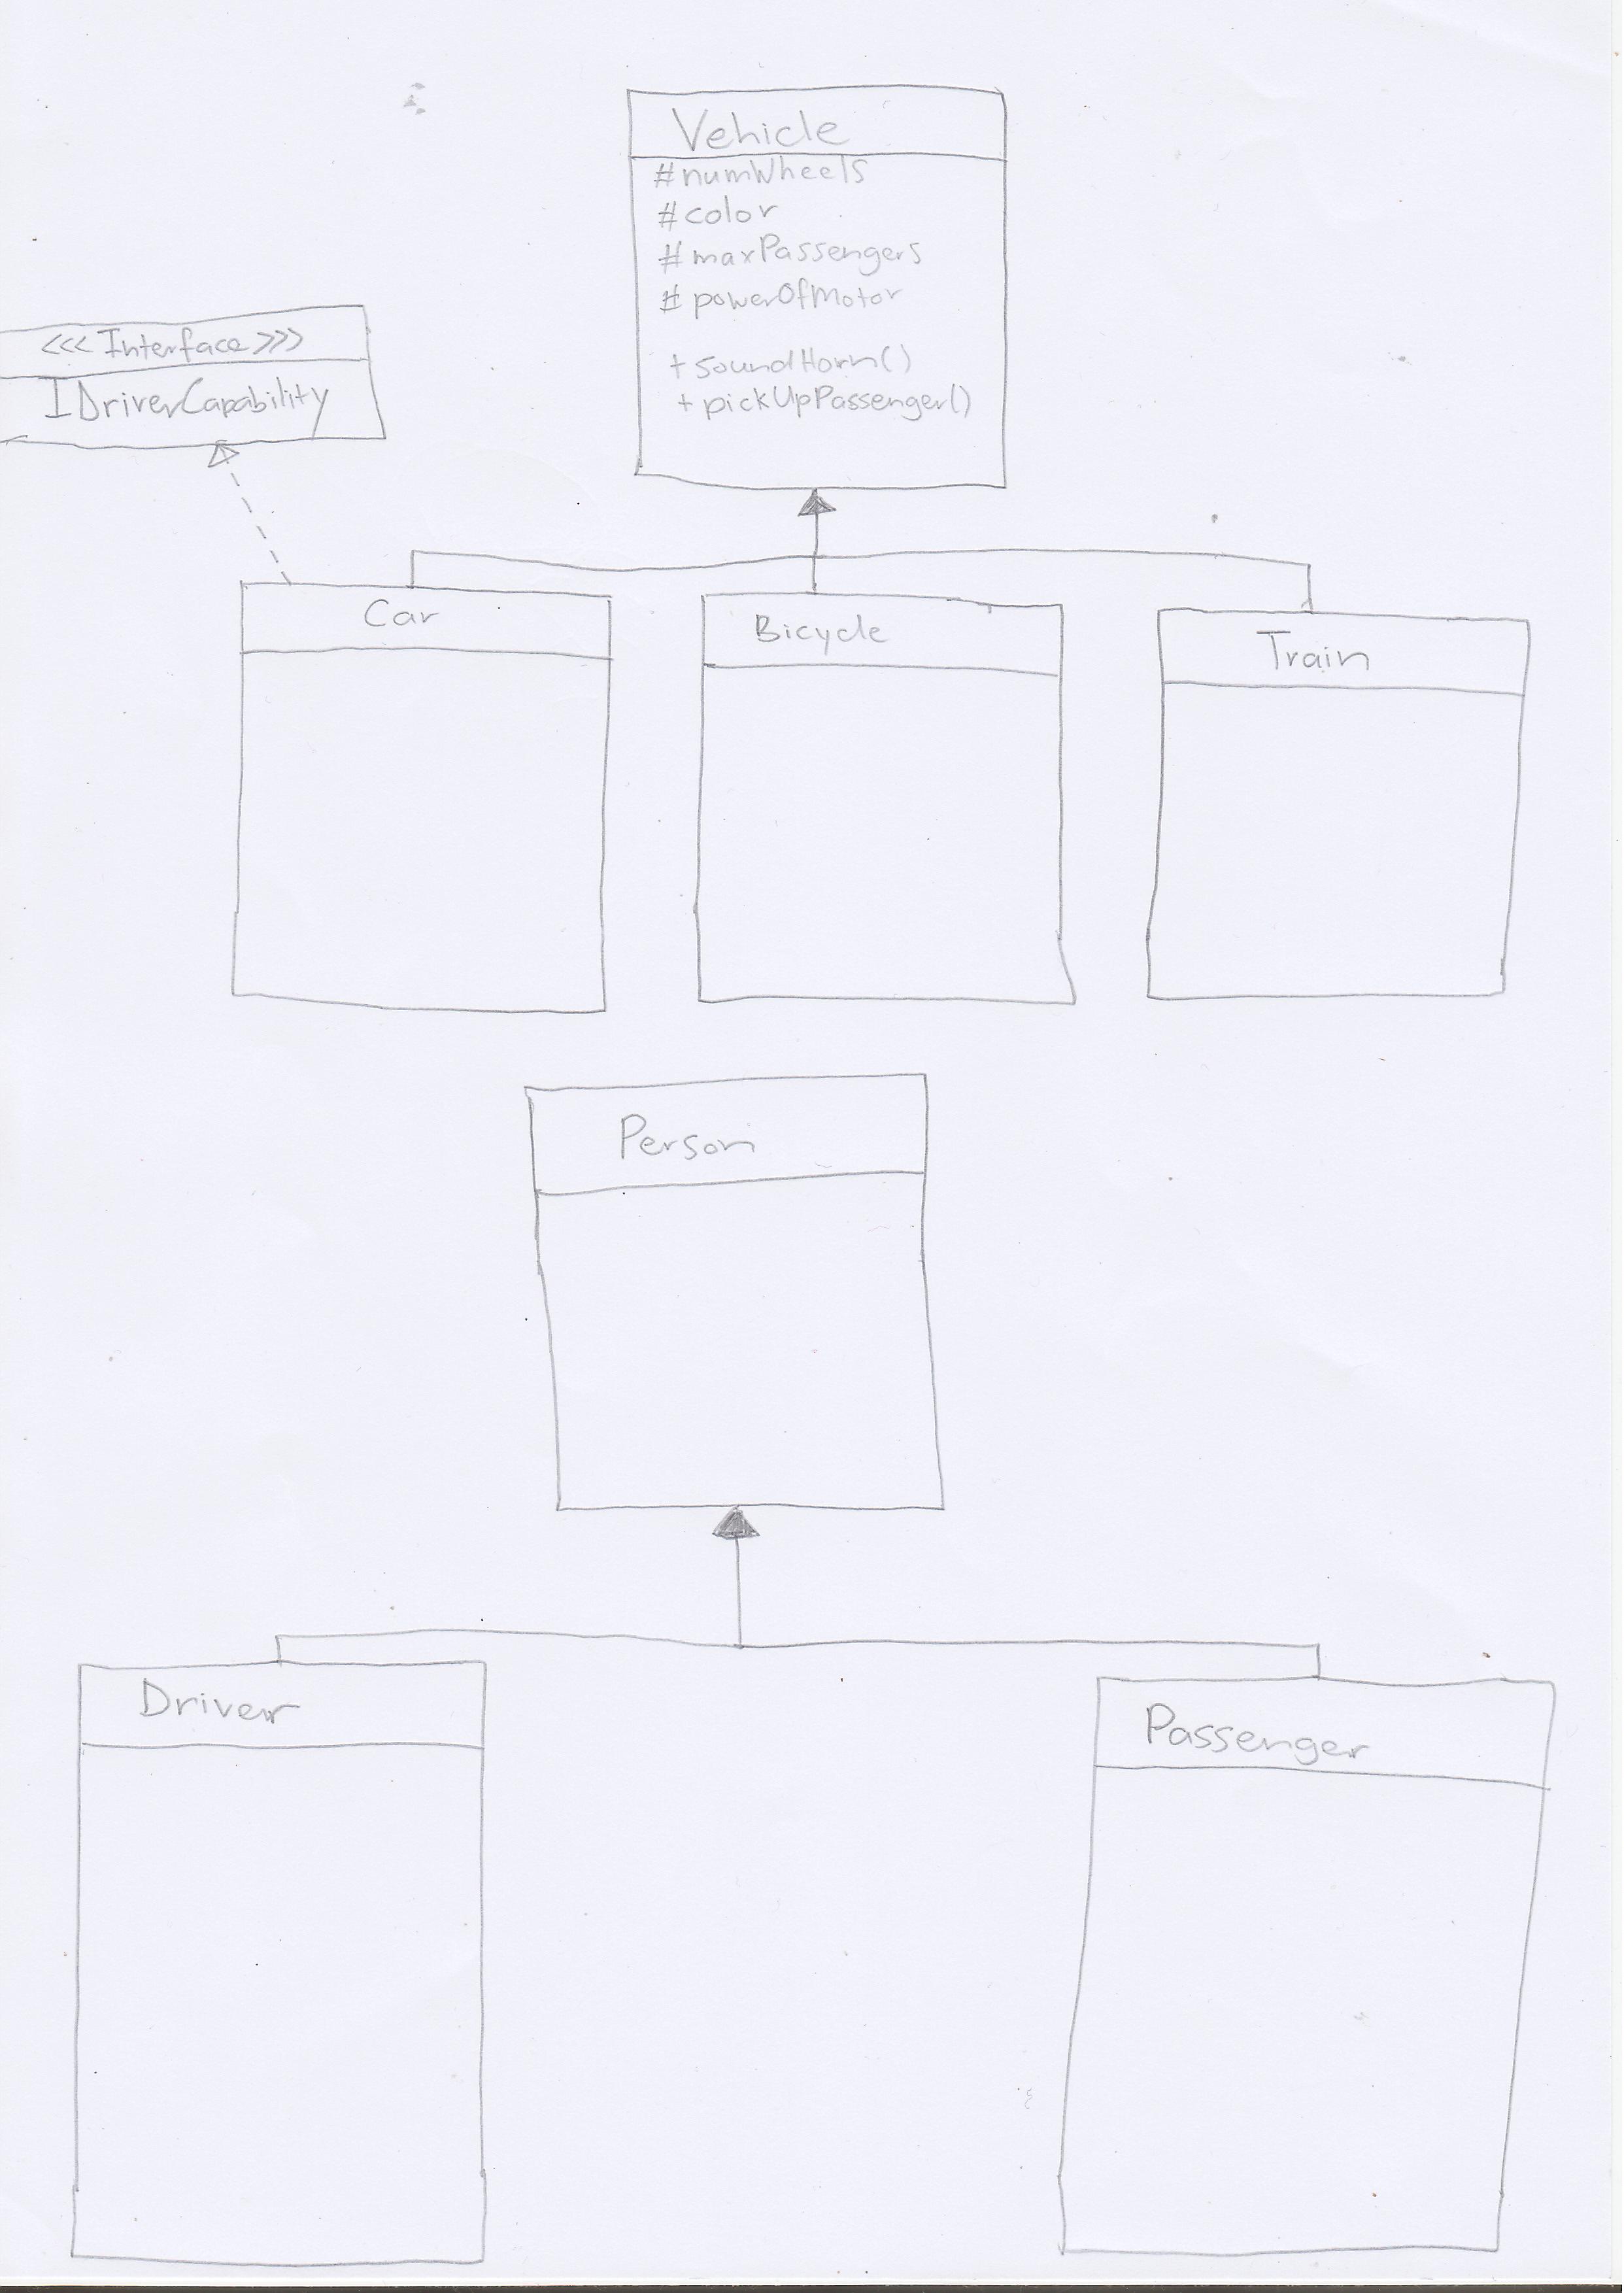 Vehicle
#numWheels
#color
#maxPassengers
#powerOfMotor
+soundHorn()
+pickUpPassenger()
<<<Interface>>>
IDriverCapability
Car
Bicycle
Train
Person
Driver
Passenger